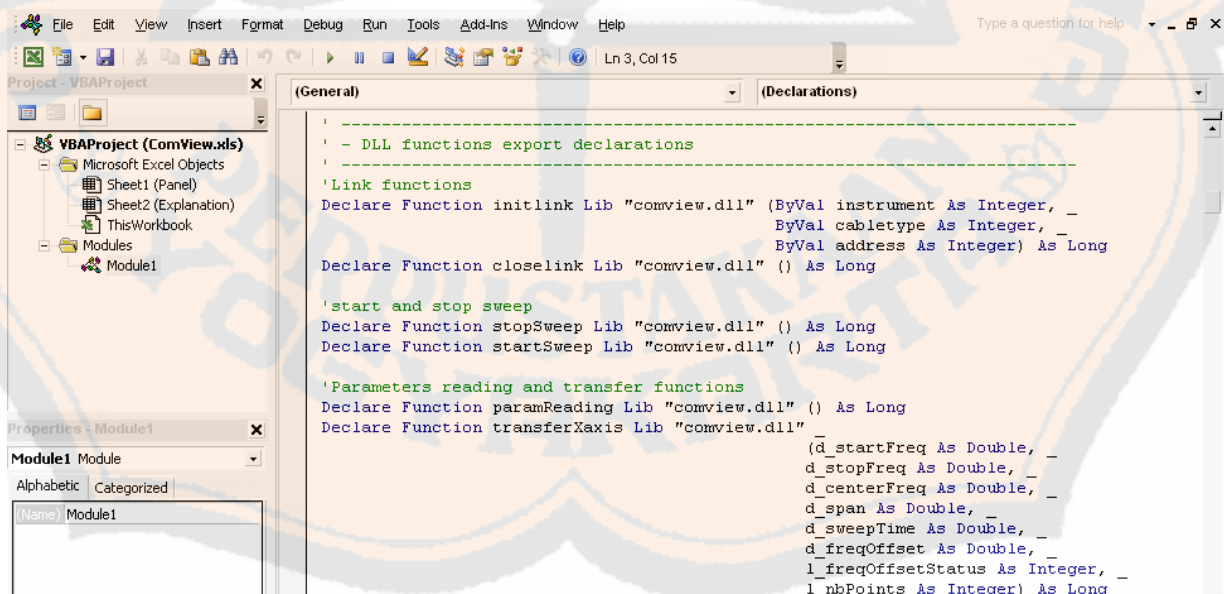 File Edit View Insert Format Debug Run Tools Add-Ins Window Help Type a question for help
Ln 3, Col 15
Project - VBAProject
VBAProject (ComView.xls)
Microsoft Excel Objects
Sheet1 (Panel)
Sheet2 (Explanation)
ThisWorkbook
Modules
Module1
Properties - Module1
Module1 Module
Alphabetic Categorized
(Name) Module1
(General) (Declarations)
' -------------------------------------------------------------------------
' - DLL functions export declarations
' -------------------------------------------------------------------------
'Link functions
Declare Function initlink Lib "comview.dll" (ByVal instrument As Integer, _
ByVal cabletype As Integer, _
ByVal address As Integer) As Long
Declare Function closelink Lib "comview.dll" () As Long
'start and stop sweep
Declare Function stopSweep Lib "comview.dll" () As Long
Declare Function startSweep Lib "comview.dll" () As Long
'Parameters reading and transfer functions
Declare Function paramReading Lib "comview.dll" () As Long
Declare Function transferXaxis Lib "comview.dll" _
(d_startFreq As Double, _
d_stopFreq As Double, _
d_centerFreq As Double, _
d_span As Double, _
d_sweepTime As Double, _
d_freqOffset As Double, _
l_freqOffsetStatus As Integer, _
l_nbPoints As Integer) As Long
PERPUSTAKAAN